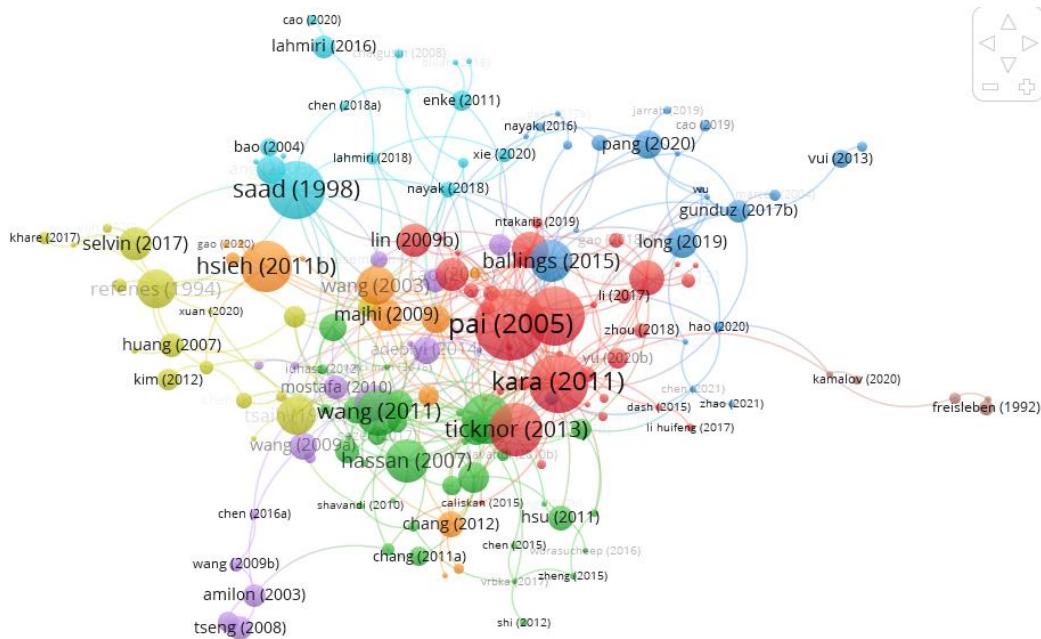 cao (2020)
lahmiri (2016)
enke (2011)
chen (2018a)
nayak (2016)
jarrah (2019)
cao (2019)
pang (2020)
vui (2013)
bao (2004)
lahmiri (2018)
xie (2020)
saad (1998)
nayak (2018)
wu
gunduz (2017b)
ntakaris (2019)
khare (2017)
selvin (2017)
gao (2020)
lin (2009b)
long (2019)
hsieh (2011b)
ballings (2015)
refenes (1994)
wang (2003)
li (2017)
xuan (2020)
majhi (2009)
pai (2005)
zhou (2018)
hao (2020)
huang (2007)
adebiyi (2014)
yu (2020b)
kim (2012)
mostafa (2010)
kara (2011)
kamalov (2020)
chen (2021)
zhao (2021)
freisleben (1992)
wang (2011)
dash (2015)
ticknor (2013)
li huifeng (2017)
wang (2009a)
hassan (2007)
shavandi (2010)
caliskan (2015)
chen (2016a)
chang (2012)
hsu (2011)
chen (2015)
worasucheep (2016)
chang (2011a)
wang (2009b)
zheng (2015)
vrbka (2017)
amilon (2003)
shi (2012)
tseng (2008)